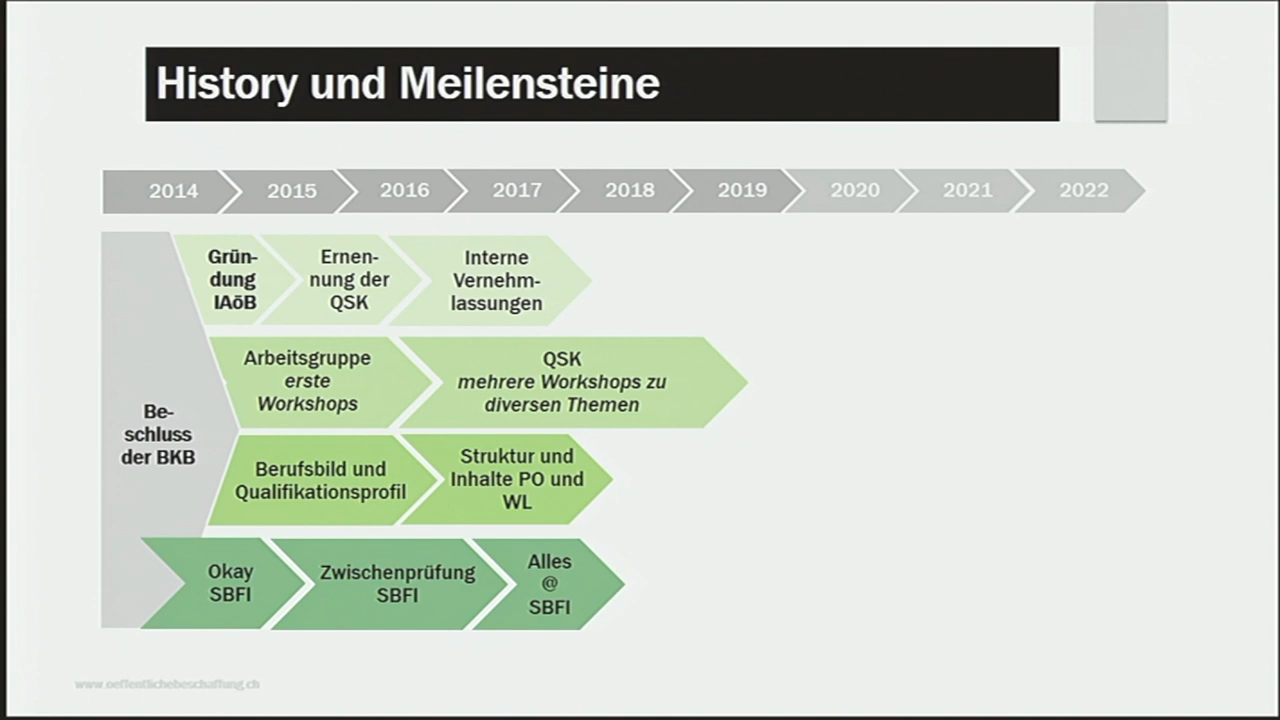 History und Meilensteine
2014 2015 2016 2017 2018 2019 2020 2021 2022
Grün-
dung
IAöB
Ernen-
nung der
QSK
Interne
Vernehm-
lassungen
Arbeitsgruppe
erste
Workshops
QSK
mehrere Workshops zu
diversen Themen
Be-
schluss
der BKB
Berufsbild und
Qualifikationsprofil
Struktur und
Inhalte PO und
WL
Okay
SBFI
Zwischenprüfung
SBFI
Alles
@
SBFI
www.oeffentlichebeschaffung.ch